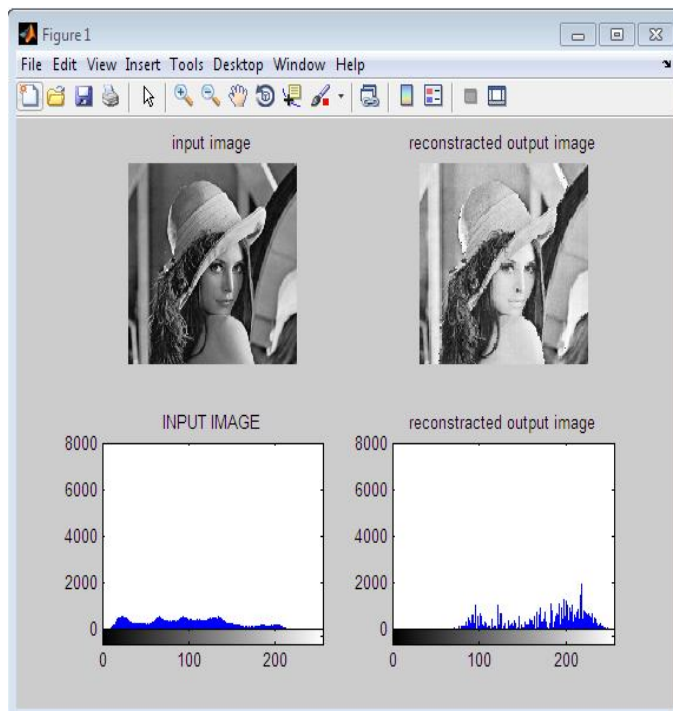 Figure 1
File Edit View Insert Tools Desktop Window Help
input image
reconstracted output image
INPUT IMAGE
8000
6000
4000
2000
0
0 100 200
reconstracted output image
8000
6000
4000
2000
0
0 100 200